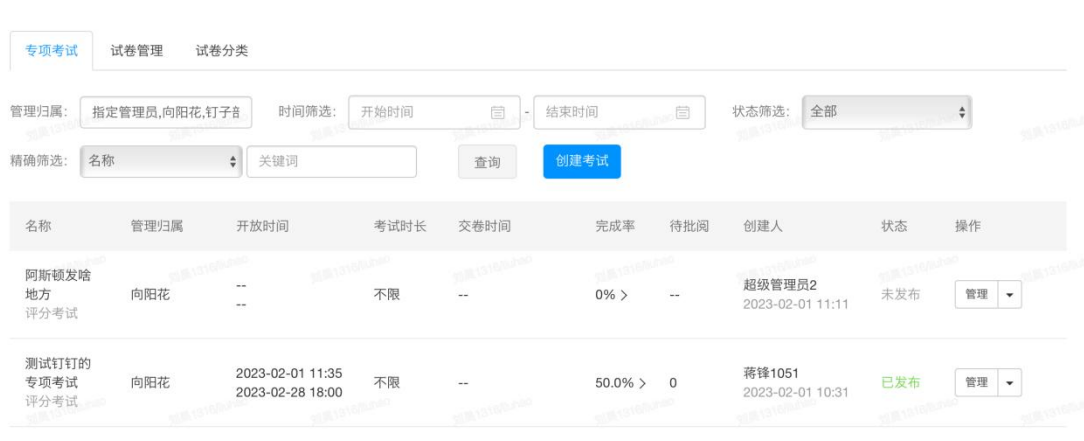 专项考试 试卷管理 试卷分类
管理归属: 指定管理员,向阳花,钉子音 时间筛选: 开始时间 - 结束时间 状态筛选: 全部
精确筛选: 名称 关键词 查询 创建考试
名称 管理归属 开放时间 考试时长 交卷时间 完成率 待批阅 创建人 状态 操作
阿斯顿发啥
地方
评分考试
向阳花
--
--
不限
--
0% >
--
超级管理员2
2023-02-01 11:11
未发布
管理
测试钉钉的
专项考试
评分考试
向阳花
2023-02-01 11:35
2023-02-28 18:00
不限
--
50.0% >
0
蒋锋1051
2023-02-01 10:31
已发布
管理